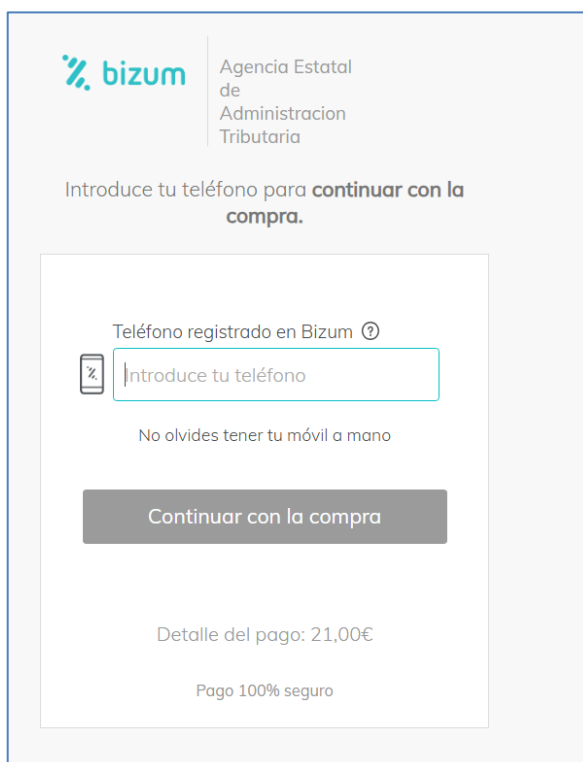 bizum
Agencia Estatal
de
Administracion
Tributaria
Introduce tu teléfono para continuar con la
compra.
Teléfono registrado en Bizum ?
Introduce tu teléfono
No olvides tener tu móvil a mano
Continuar con la compra
Detalle del pago: 21,00€
Pago 100% seguro